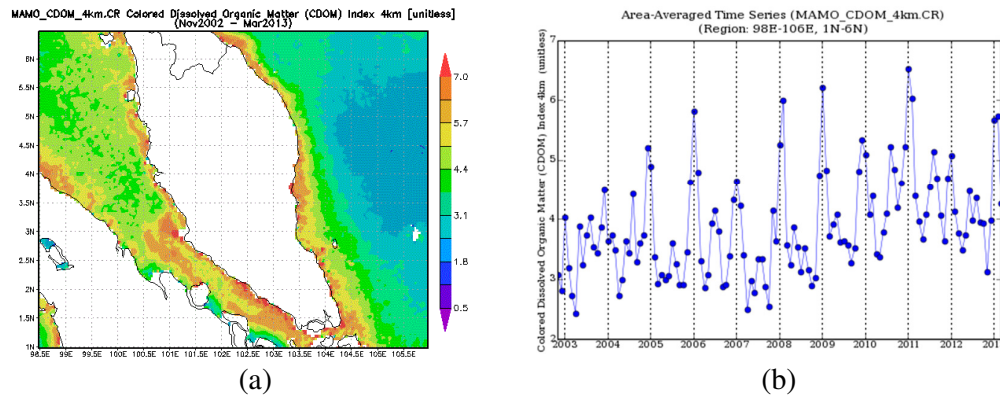 MAMO_CDOM_4km.CR Colored Dissolved Organic Matter (CDOM) Index 4km [unitless]
(Nov2002 - Mar2013)
6N
5.5N
5N
4.5N
4N
3.5N
3N
2.5N
2N
1.5N
1N
98.5E 99E 99.5E 100E 100.5E 101E 101.5E 102E 102.5E 103E 103.5E 104E 104.5E 105E 105.5E
7.0
5.7
4.4
3.1
1.8
0.5
(a)
Area-Averaged Time Series (MAMO_CDOM_4km.CR)
(Region: 98E-106E, 1N-6N)
Colored Dissolved Organic Matter (CDOM) Index 4km (unitless)
7
6
5
4
3
2
2003 2004 2005 2006 2007 2008 2009 2010 2011 2012 201
(b)